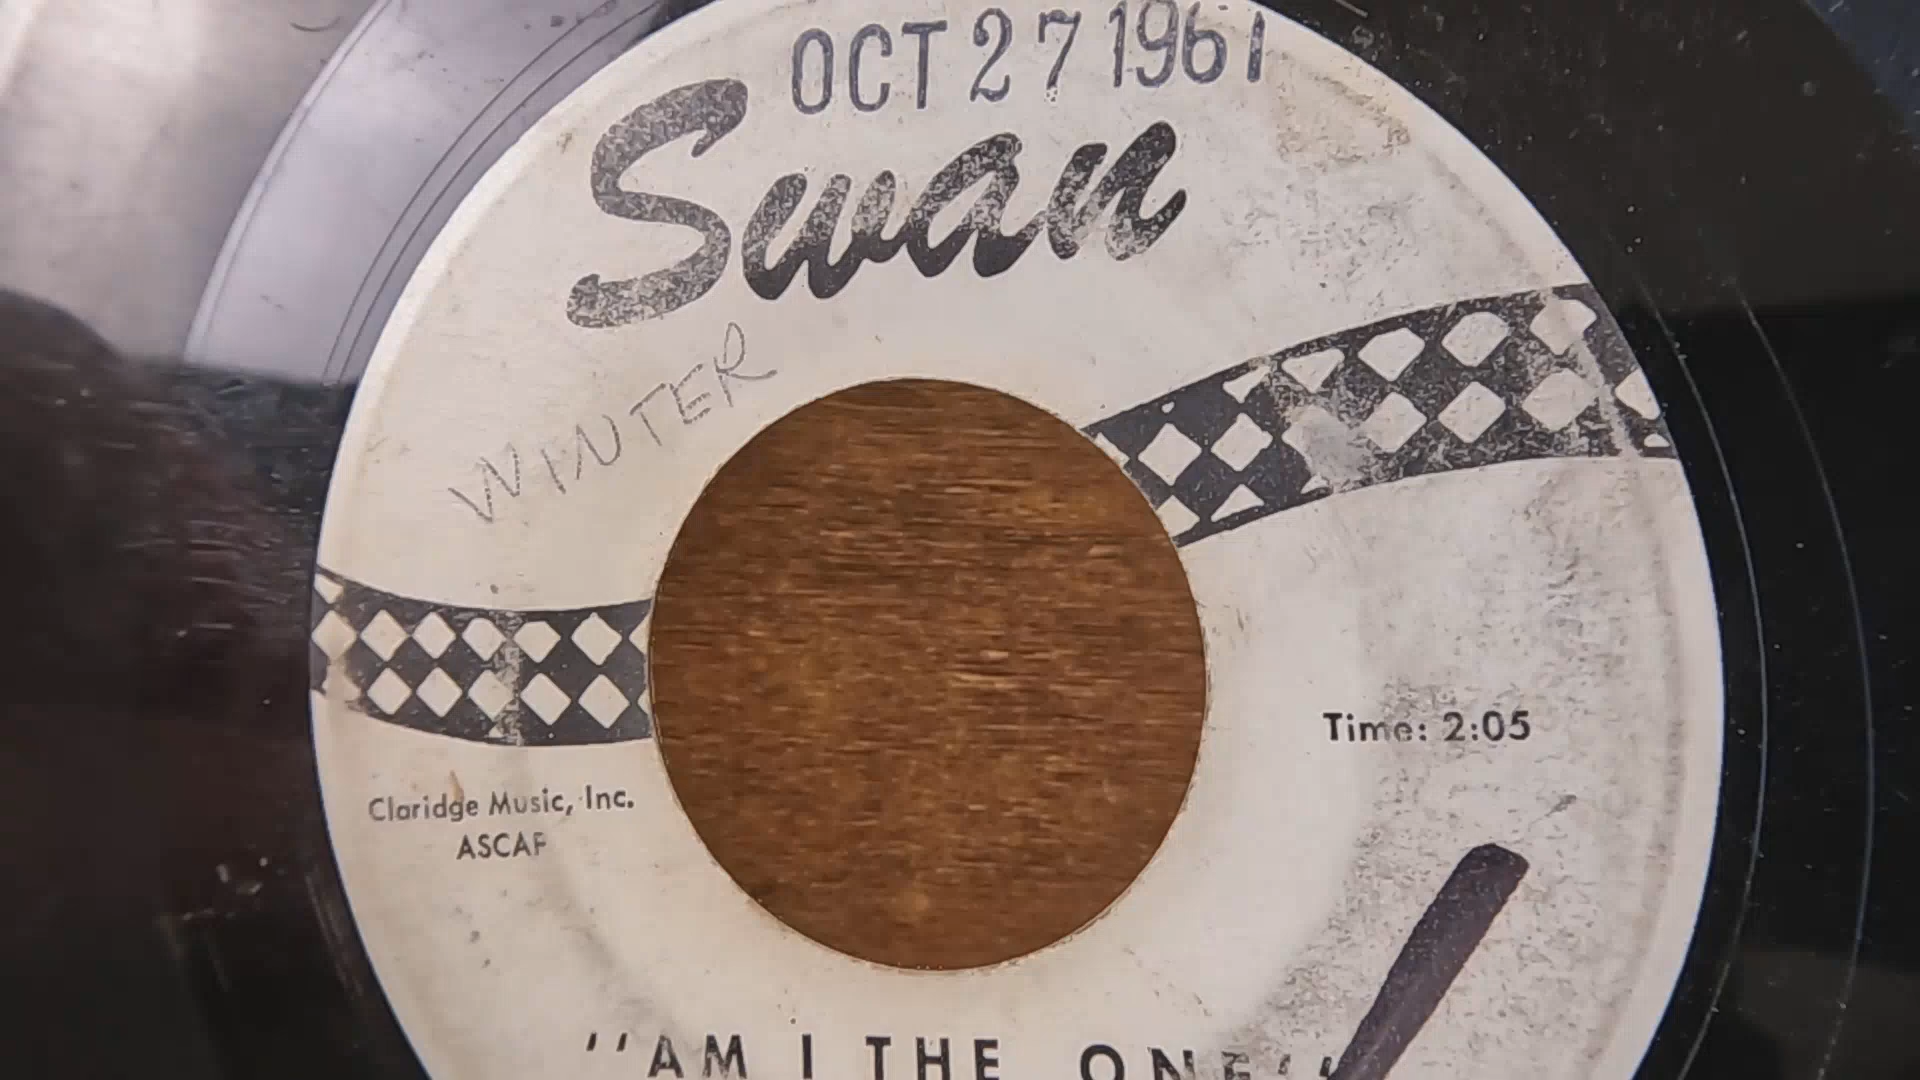 OCT 27 1961
Swan
WINTER
Time: 2:05
Claridge Music, Inc.
ASCAP
"AM I THE ONE"